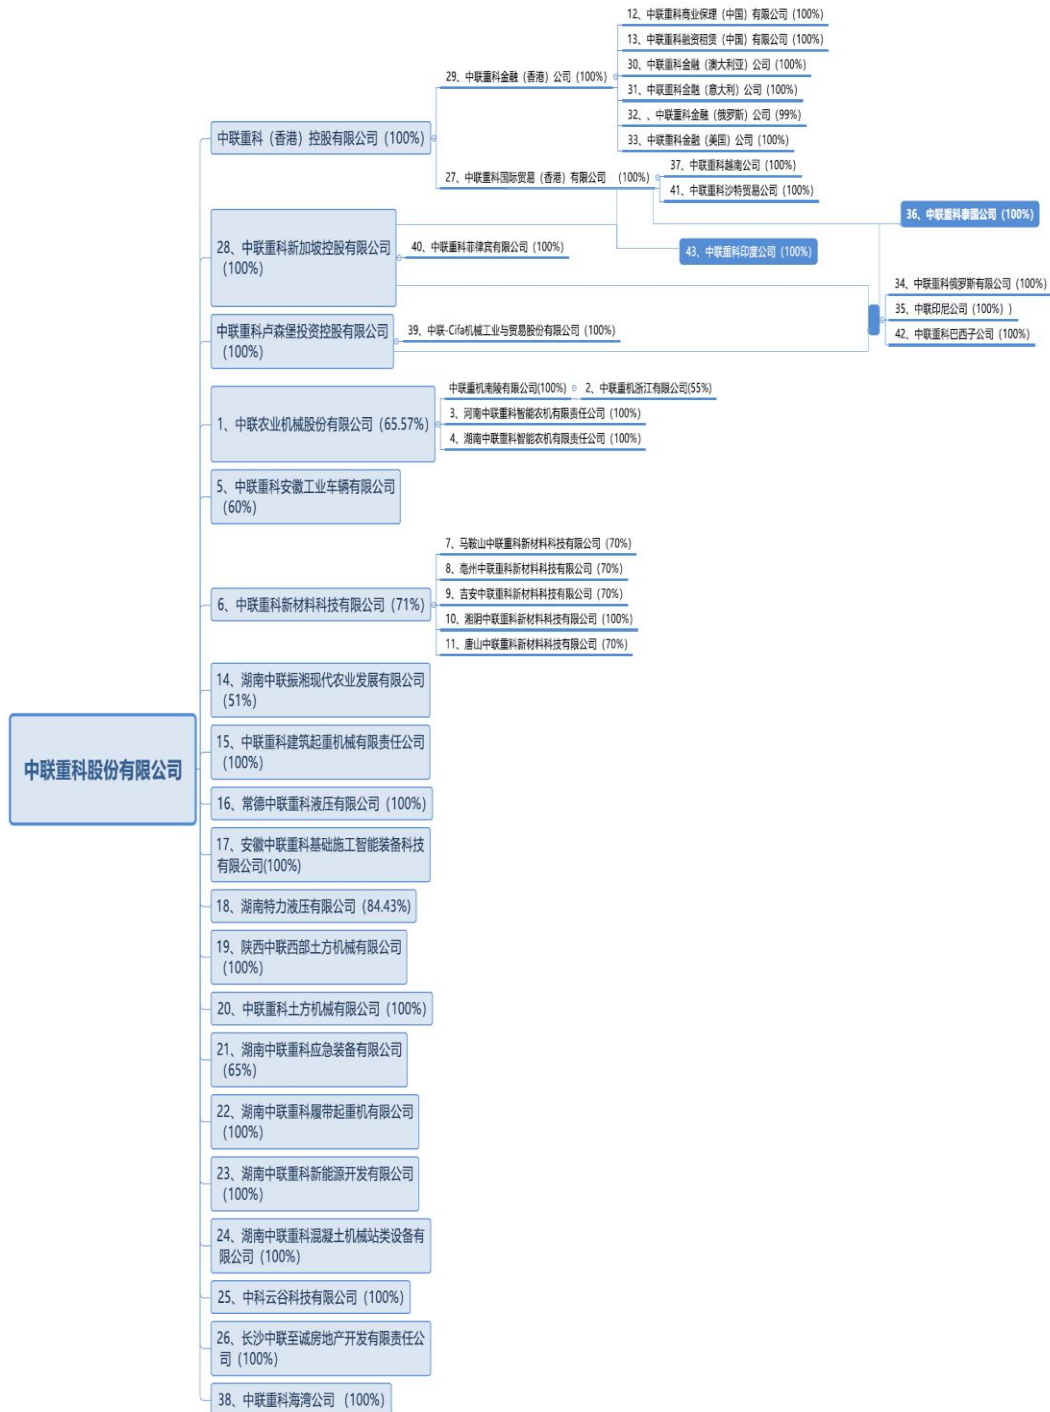 中联重科股份有限公司
中联重科（香港）控股有限公司（100%）
29、中联重科金融（香港）公司（100%）
12、中联重科商业保理（中国）有限公司（100%）
13、中联重科融资租赁（中国）有限公司（100%）
30、中联重科金融（澳大利亚）公司（100%）
31、中联重科金融（意大利）公司（100%）
32、、中联重科金融（俄罗斯）公司（99%）
33、中联重科金融（美国）公司（100%）
27、中联重科国际贸易（香港）有限公司 （100%）
37、中联重科越南公司（100%）
41、中联重科沙特贸易公司（100%）
36、中联重科泰国公司（100%）
28、中联重科新加坡控股有限公司
（100%）
40、中联重科菲律宾有限公司（100%）
43、中联重科印度公司（100%）
34、中联重科俄罗斯有限公司（100%）
35、中联印尼公司（100%））
42、中联重科巴西子公司（100%）
中联重科卢森堡投资控股有限公司
（100%）
39、中联-Cifa机械工业与贸易股份有限公司（100%）
1、中联农业机械股份有限公司（65.57%）
中联重机南陵有限公司(100%)
2、中联重机浙江有限公司(55%)
3、河南中联重科智能农机有限责任公司（100%）
4、湖南中联重科智能农机有限责任公司（100%）
5、中联重科安徽工业车辆有限公司
（60%）
6、中联重科新材料科技有限公司（71%）
7、马鞍山中联重科新材料科技有限公司（70%）
8、亳州中联重科新材料科技有限公司（70%）
9、吉安中联重科新材料科技有限公司（70%）
10、湘阴中联重科新材料科技有限公司（100%）
11、唐山中联重科新材料科技有限公司（70%）
14、湖南中联振湘现代农业发展有限公司
（51%）
15、中联重科建筑起重机械有限责任公司
（100%）
16、常德中联重科液压有限公司（100%）
17、安徽中联重科基础施工智能装备科技
有限公司(100%)
18、湖南特力液压有限公司（84.43%）
19、陕西中联西部土方机械有限公司
（100%）
20、中联重科土方机械有限公司（100%）
21、湖南中联重科应急装备有限公司
（65%）
22、湖南中联重科履带起重机有限公司
（100%）
23、湖南中联重科新能源开发有限公司
（100%）
24、湖南中联重科混凝土机械站类设备有
限公司（100%）
25、中科云谷科技有限公司（100%）
26、长沙中联至诚房地产开发有限责任公
司（100%）
38、中联重科海湾公司 （100%）